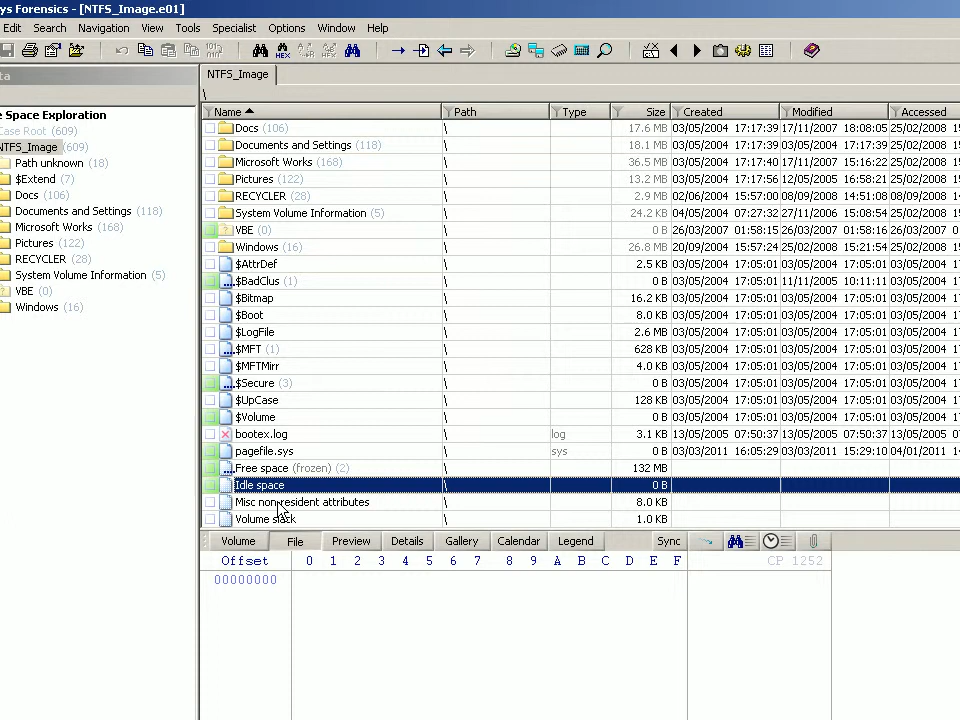 ys Forensics - [NTFS_Image.e01]
Edit Search Navigation View Tools Specialist Options Window Help
ta
NTFS_Image
\
e Space Exploration
Case Root (609)
NTFS_Image (609)
Path unknown (18)
$Extend (7)
Docs (106)
Documents and Settings (118)
Microsoft Works (168)
Pictures (122)
RECYCLER (28)
System Volume Information (5)
VBE (0)
Windows (16)
Name Path Type Size Created Modified Accessed
Docs (106) \ 17.6 MB 03/05/2004 17:17:39 17/11/2007 18:08:05 25/02/2008 1
Documents and Settings (118) \ 18.1 MB 03/05/2004 17:17:39 03/05/2004 17:17:39 25/02/2008 1
Microsoft Works (168) \ 36.5 MB 03/05/2004 17:17:40 17/11/2007 15:16:22 25/02/2008 1
Pictures (122) \ 13.2 MB 03/05/2004 17:17:56 12/05/2005 16:58:21 25/02/2008 1
RECYCLER (28) \ 2.9 MB 02/06/2004 15:57:00 08/09/2008 14:51:08 08/09/2008 14
System Volume Information (5) \ 24.2 KB 04/05/2004 07:27:32 27/11/2006 15:08:54 25/02/2008 1
VBE (0) \ 0 B 26/03/2007 01:58:15 26/03/2007 01:58:16 26/03/2007 0
Windows (16) \ 26.8 MB 20/09/2004 15:57:24 25/02/2008 15:21:54 25/02/2008 1
$AttrDef \ 2.5 KB 03/05/2004 17:05:01 03/05/2004 17:05:01 03/05/2004 17
$BadClus (1) \ 0 B 03/05/2004 17:05:01 11/11/2005 10:11:11 03/05/2004 17
$Bitmap \ 16.2 KB 03/05/2004 17:05:01 03/05/2004 17:05:01 03/05/2004 17
$Boot \ 8.0 KB 03/05/2004 17:05:01 03/05/2004 17:05:01 03/05/2004 17
$LogFile \ 2.6 MB 03/05/2004 17:05:01 03/05/2004 17:05:01 03/05/2004 17
$MFT (1) \ 628 KB 03/05/2004 17:05:01 03/05/2004 17:05:01 03/05/2004 17
$MFTMirr \ 4.0 KB 03/05/2004 17:05:01 03/05/2004 17:05:01 03/05/2004 17
$Secure (3) \ 0 B 03/05/2004 17:05:01 03/05/2004 17:05:01 03/05/2004 17
$UpCase \ 128 KB 03/05/2004 17:05:01 03/05/2004 17:05:01 03/05/2004 17
$Volume \ 0 B 03/05/2004 17:05:01 03/05/2004 17:05:01 03/05/2004 17
bootex.log \ log 3.1 KB 13/05/2005 07:50:37 13/05/2005 07:50:37 13/05/2005 07
pagefile.sys \ sys 0 B 03/03/2011 16:05:29 03/03/2011 15:29:10 04/01/2011 14
Free space (frozen) (2) \ 132 MB
Idle space \ 0 B
Misc non-resident attributes \ 8.0 KB
Volume slack \ 1.0 KB
Volume File Preview Details Gallery Calendar Legend Sync
Offset 0 1 2 3 4 5 6 7 8 9 A B C D E F CP 1252
00000000